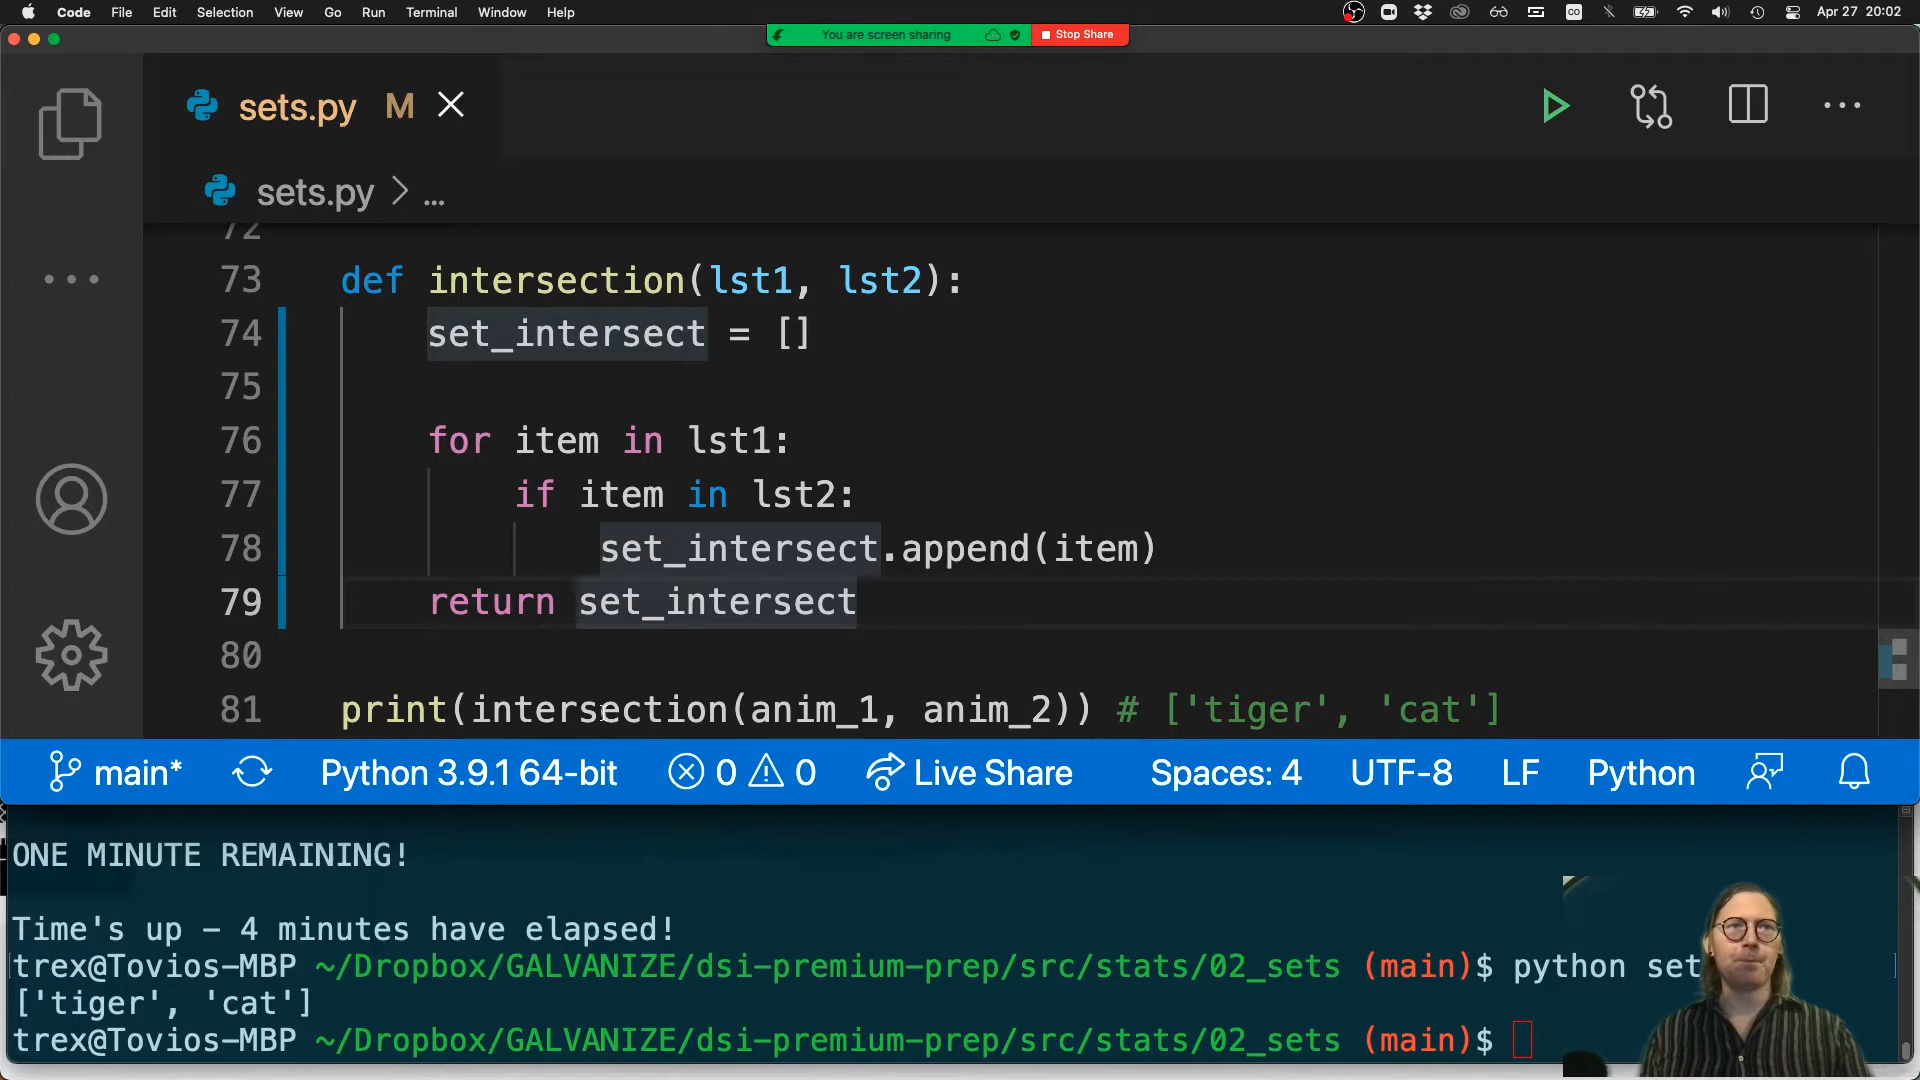 Code File Edit Selection View Go Run Terminal Window Help Apr 27 20:02
You are screen sharing Stop Share
sets.py M
sets.py > ...
72
73 def intersection(lst1, lst2):
74 set_intersect = []
75
76 for item in lst1:
77 if item in lst2:
78 set_intersect.append(item)
79 return set_intersect
80
81 print(intersection(anim_1, anim_2)) # ['tiger', 'cat']
main* Python 3.9.1 64-bit 0 0 Live Share Spaces: 4 UTF-8 LF Python
ONE MINUTE REMAINING!
Time's up - 4 minutes have elapsed!
trex@Tovios-MBP ~/Dropbox/GALVANIZE/dsi-premium-prep/src/stats/02_sets (main)$ python set
['tiger', 'cat']
trex@Tovios-MBP ~/Dropbox/GALVANIZE/dsi-premium-prep/src/stats/02_sets (main)$